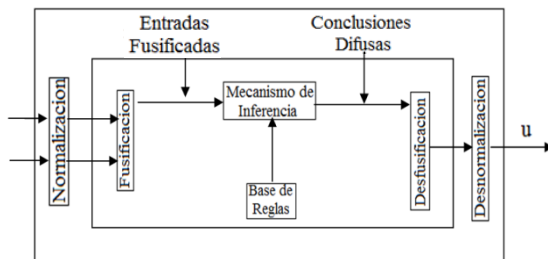 Entradas
Fusificadas
Conclusiones
Difusas
Normalizacion
Fusificacion
Mecanismo de
Inferencia
Base de
Reglas
Desfusificacion
Desnormalizacion
u